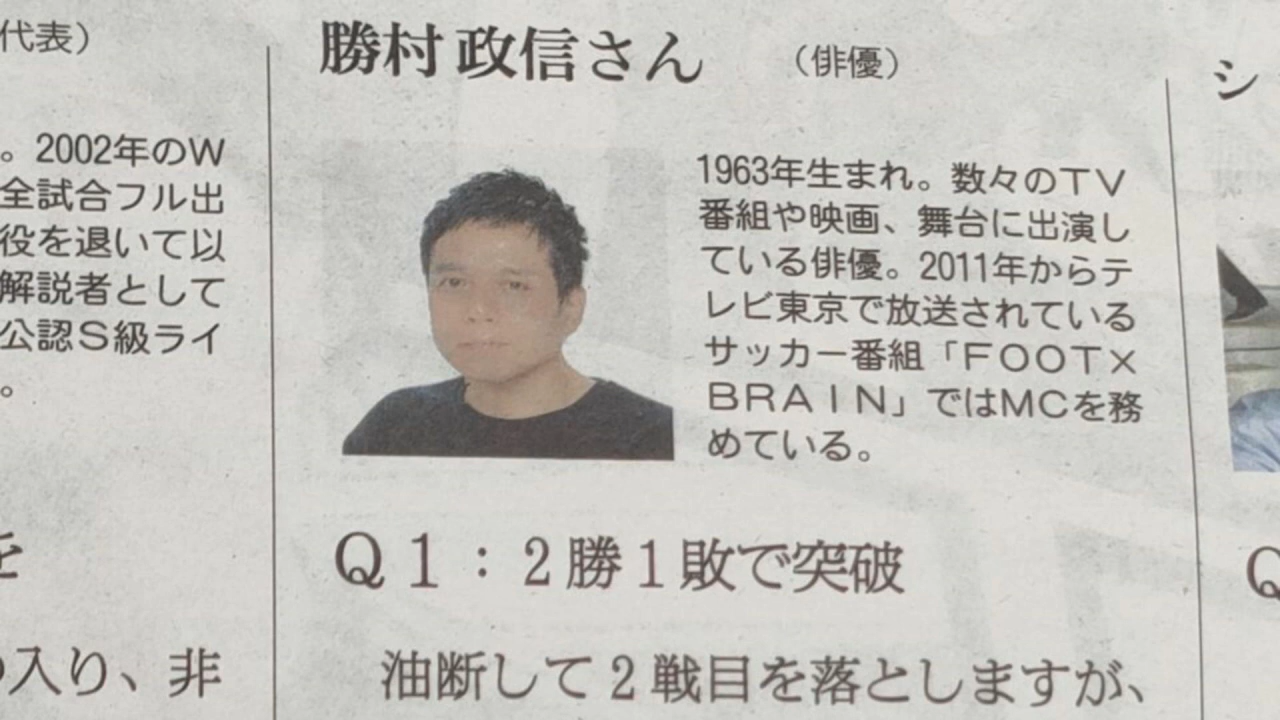 代表）
。2002年のW
全試合フル出
役を退いて以
解説者として
公認S級ライ
。
を
入り、非
勝村政信さん　（俳優）
1963年生まれ。数々のTV
番組や映画、舞台に出演し
ている俳優。2011年からテ
レビ東京で放送されている
サッカー番組「FOOT×
BRAIN」ではMCを務
めている。
Q1：2勝1敗で突破
油断して2戦目を落としますが、
シ
Q